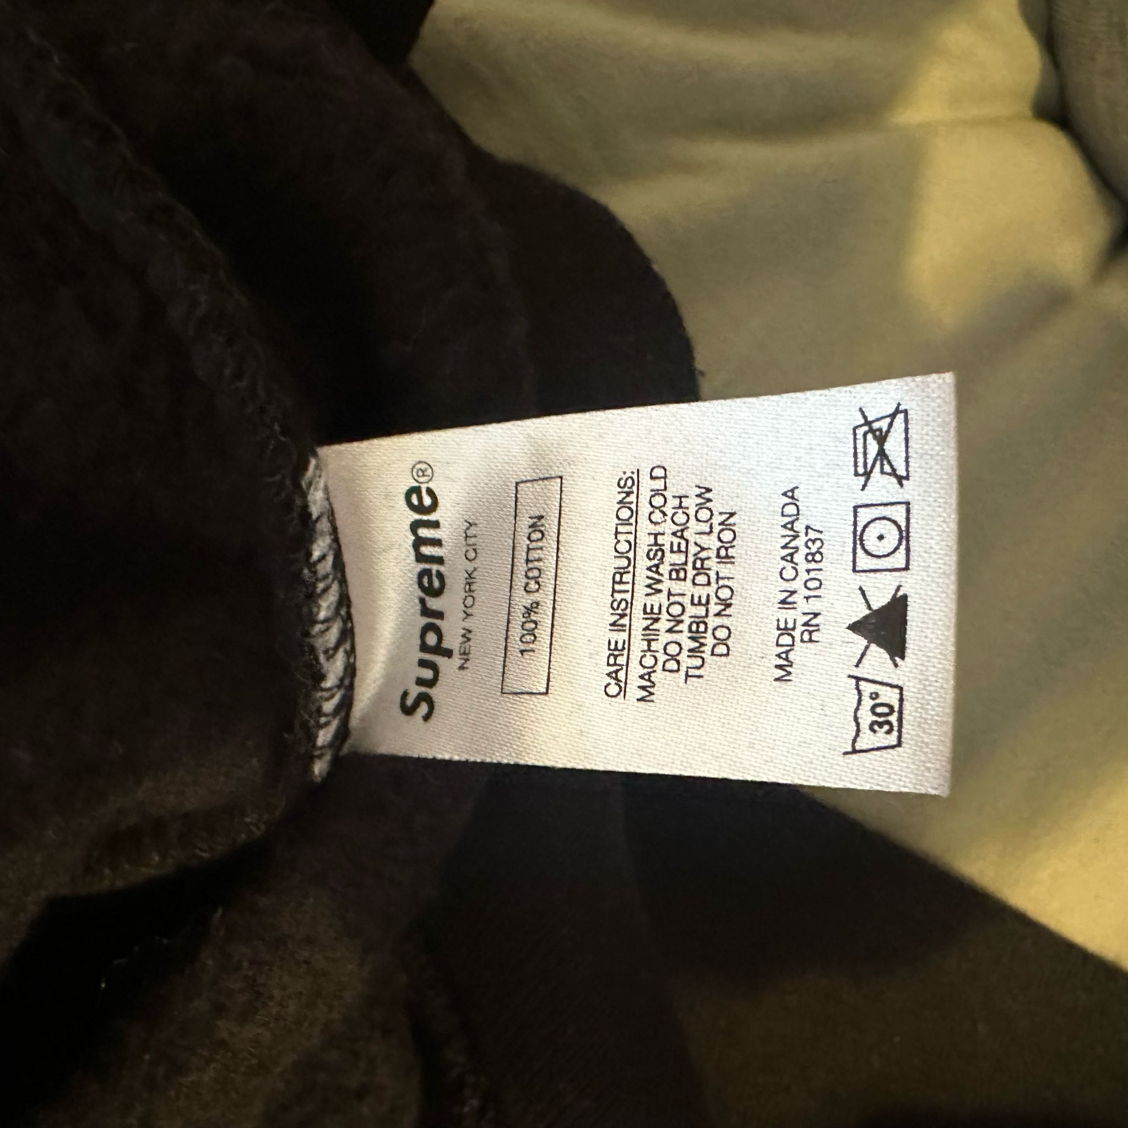 Supreme®
NEW YORK CITY
100% COTTON
CARE INSTRUCTIONS:
MACHINE WASH COLD
DO NOT BLEACH
TUMBLE DRY LOW
DO NOT IRON
MADE IN CANADA
RN 101837
30°